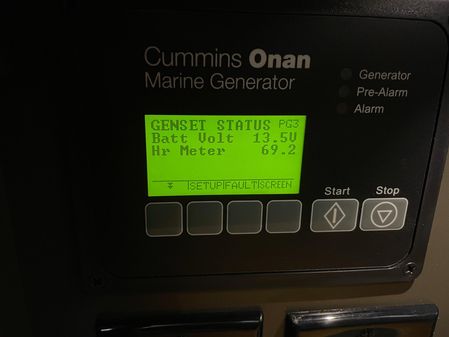 Cummins Onan
Marine Generator
Generator
Pre-Alarm
Alarm
GENSET STATUS PG3
Batt Volt 13.5V
Hr Meter 69.2
SETUP FAULT SCREEN
Start Stop